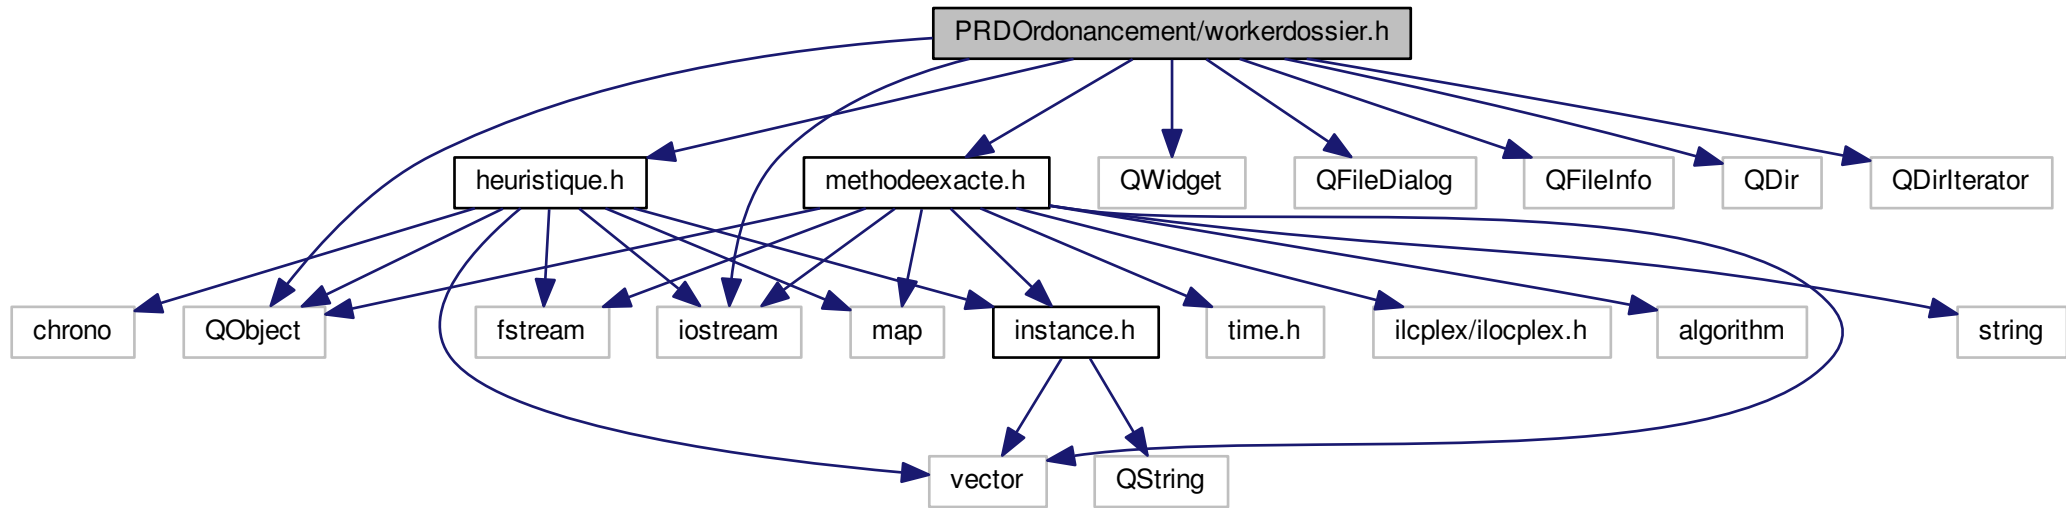 PRDOrdonancement/workerdossier.h
heuristique.h
methodeexacte.h
QWidget
QFileDialog
QFileInfo
QDir
QDirIterator
chrono
QObject
fstream
iostream
map
instance.h
time.h
ilcplex/ilocplex.h
algorithm
string
vector
QString